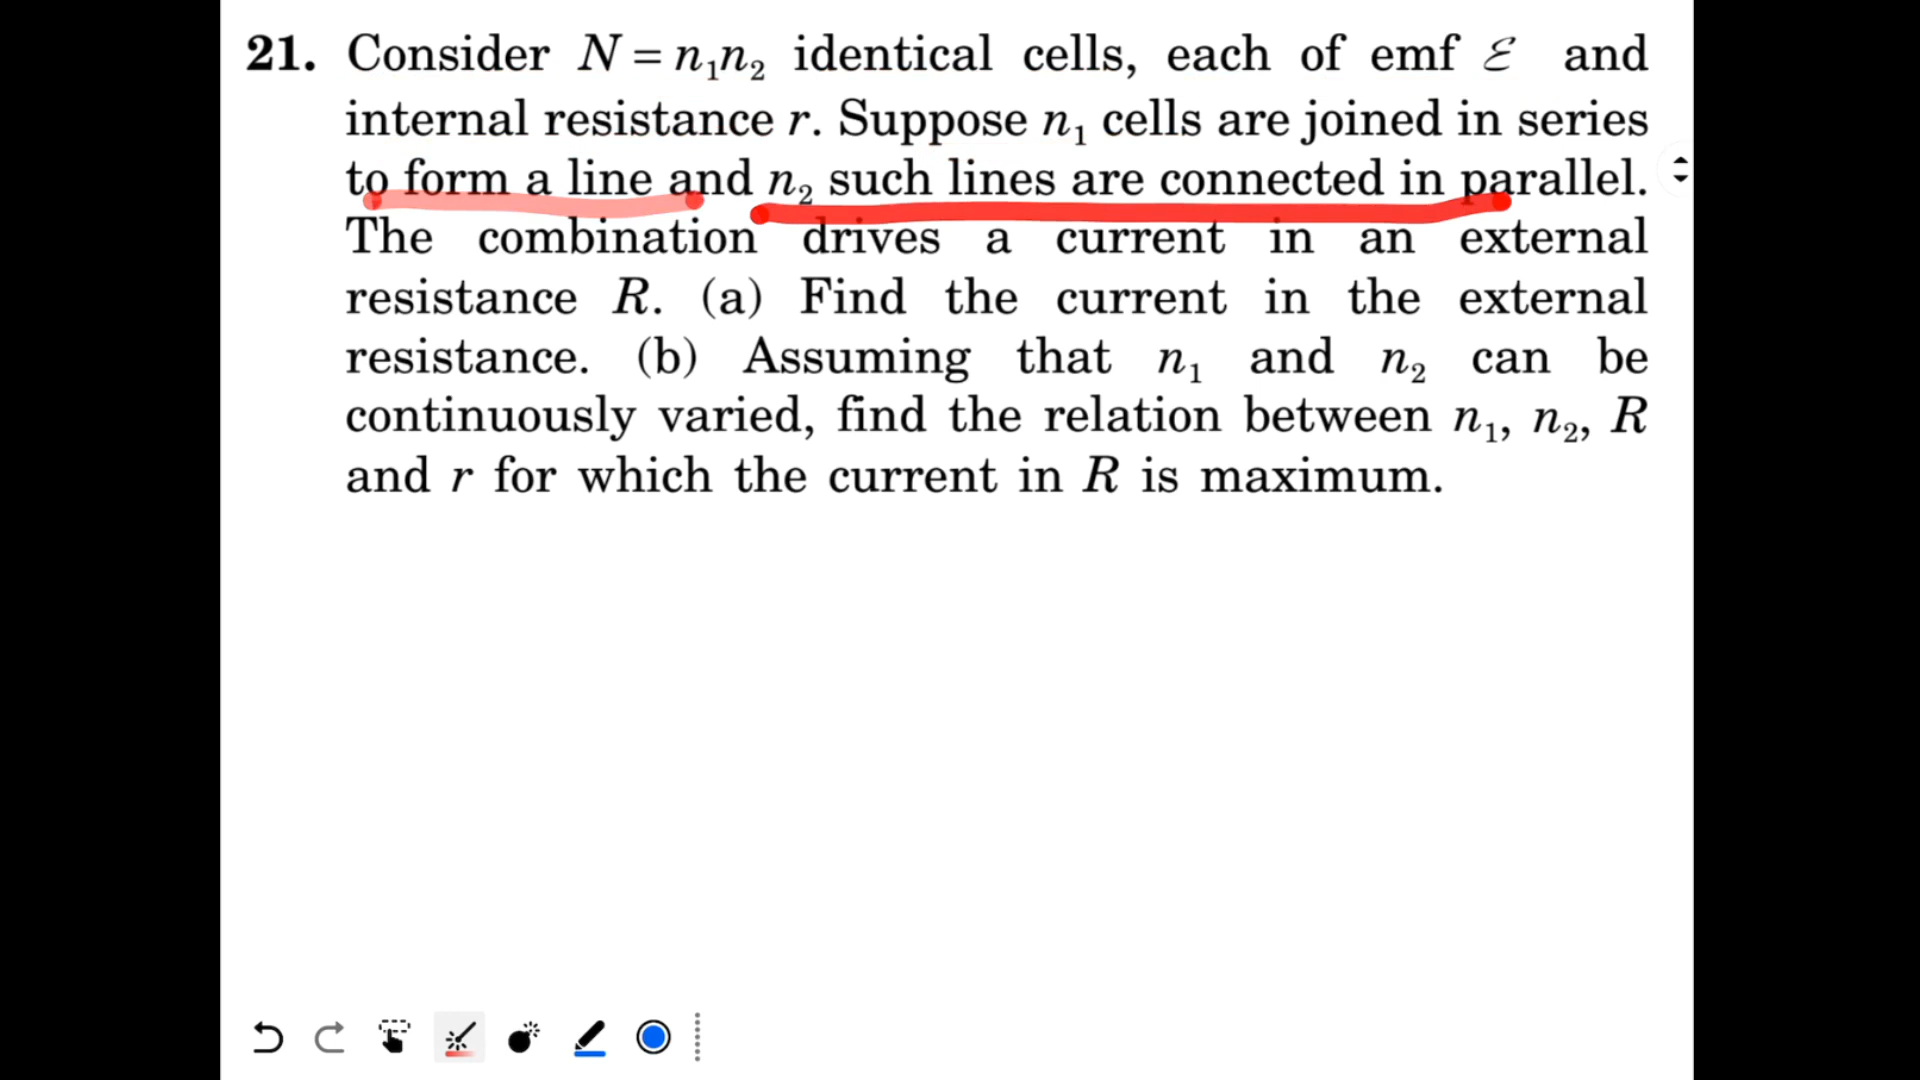 21. Consider N = n₁n₂ identical cells, each of emf ℰ and
internal resistance r. Suppose n₁ cells are joined in series
to form a line and n₂ such lines are connected in parallel.
The combination drives a current in an external
resistance R. (a) Find the current in the external
resistance. (b) Assuming that n₁ and n₂ can be
continuously varied, find the relation between n₁, n₂, R
and r for which the current in R is maximum.